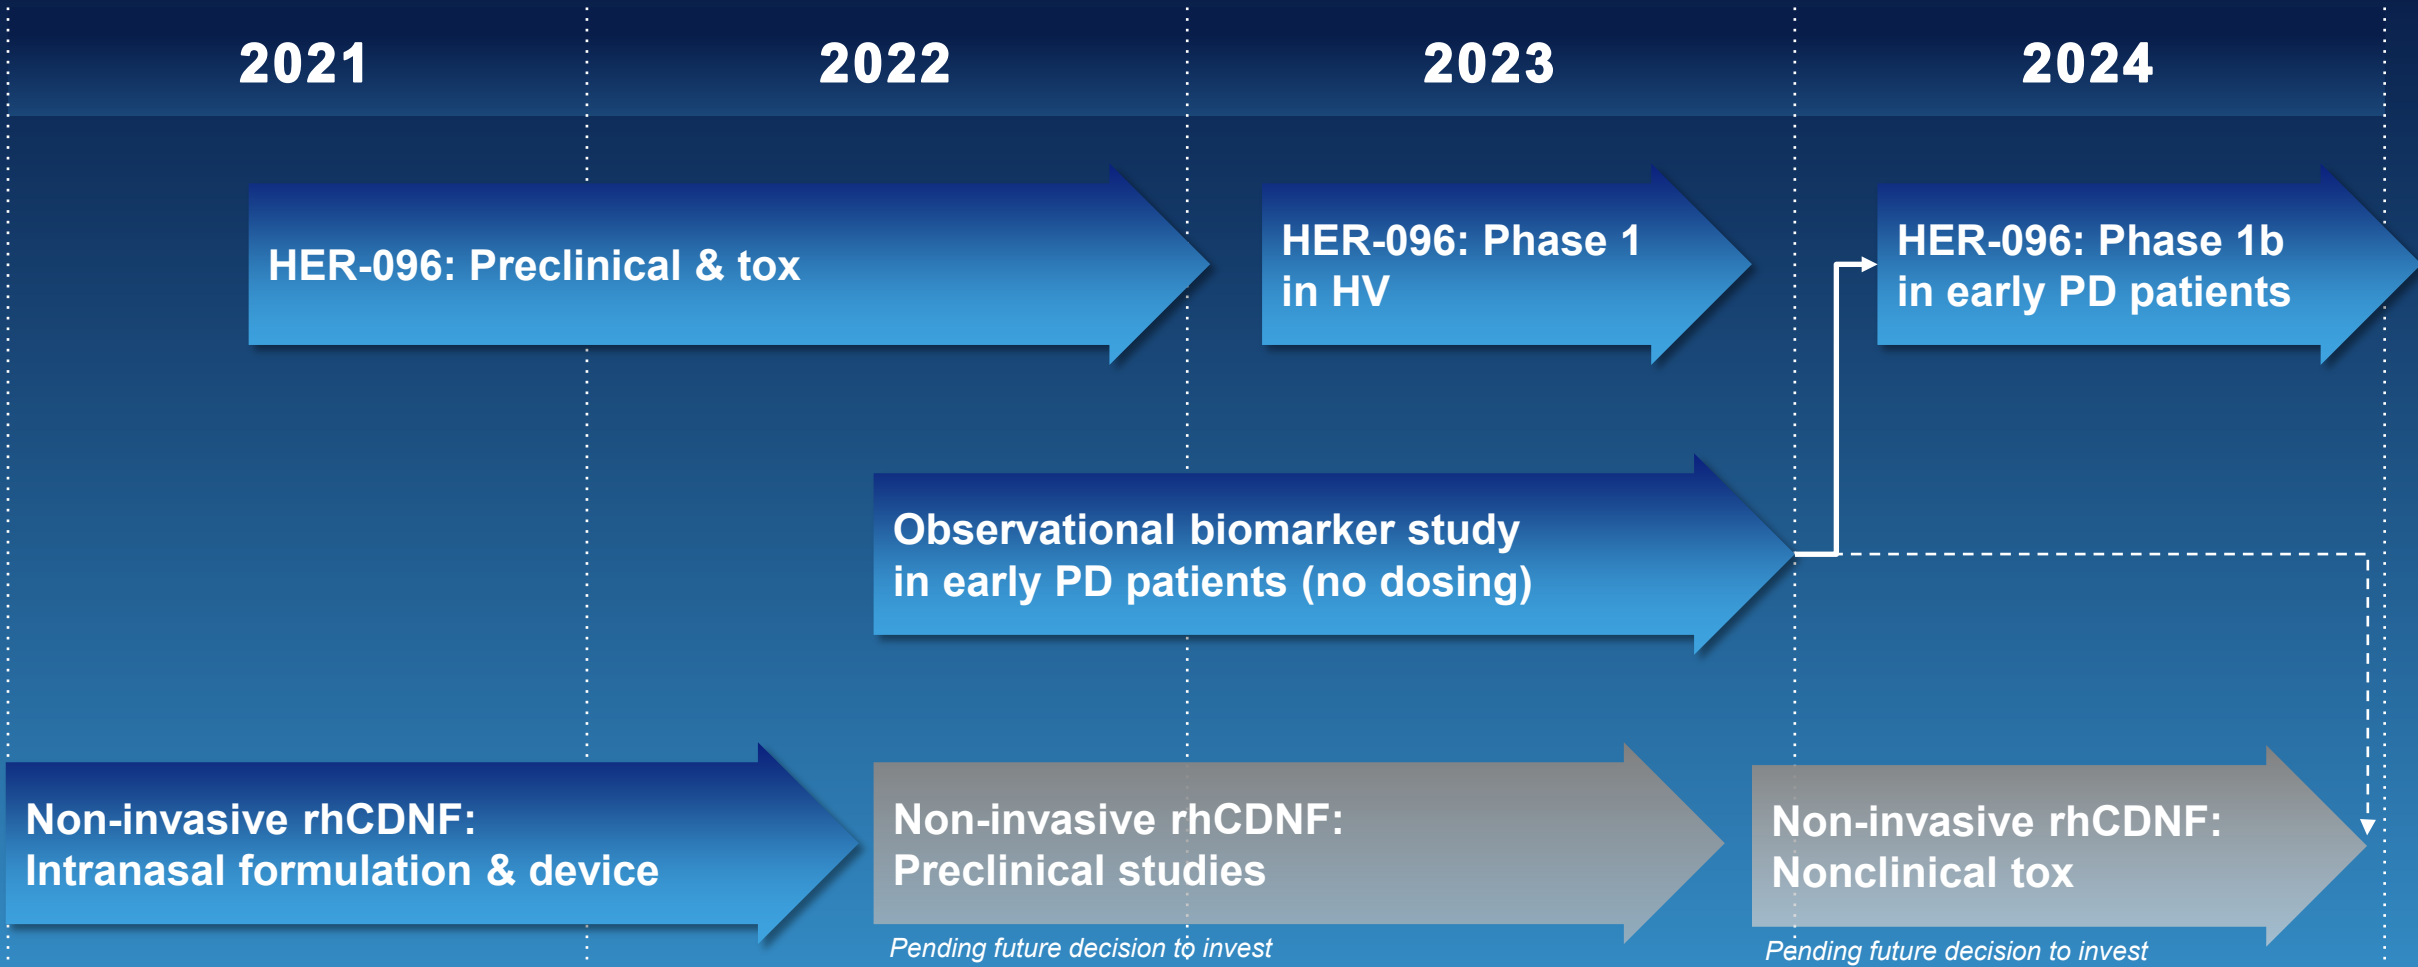 2021
2022
2023
2024
HER-096: Preclinical & tox
HER-096: Phase 1
in HV
HER-096: Phase 1b
in early PD patients
Observational biomarker study
in early PD patients (no dosing)
Non-invasive rhCDNF:
Intranasal formulation & device
Non-invasive rhCDNF:
Preclinical studies
Pending future decision to invest
Non-invasive rhCDNF:
Nonclinical tox
Pending future decision to invest